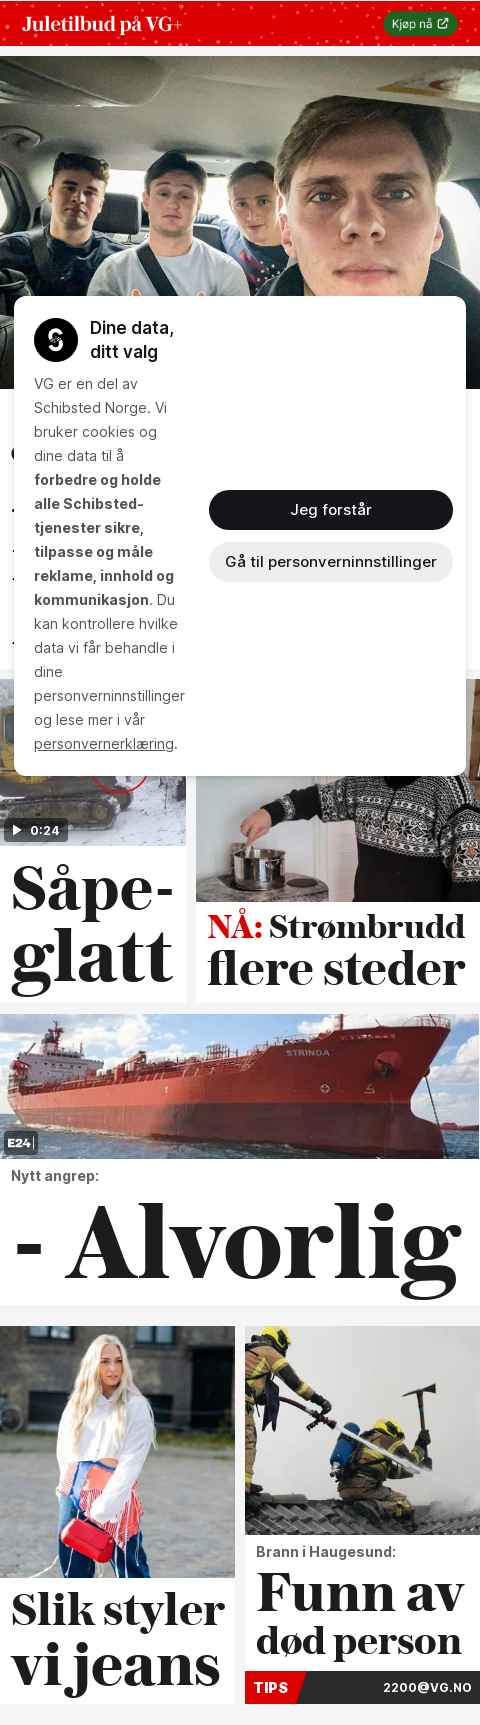 Juletilbud på VG+
Kjøp nå
Dine data,
ditt valg
VG er en del av
Schibsted Norge. Vi
bruker cookies og
dine data til å
forbedre og holde
alle Schibsted-
tjenester sikre,
tilpasse og måle
reklame, innhold og
kommunikasjon. Du
kan kontrollere hvilke
data vi får behandle i
dine
personverninnstillinger
og lese mer i vår
personvernerklæring.
Jeg forstår
Gå til personverninnstillinger
0:24
Såpe-
glatt
NÅ: Strømbrudd
flere steder
STRINDA
E24
Nytt angrep:
- Alvorlig
Slik styler
vi jeans
Brann i Haugesund:
Funn av
død person
TIPS
2200@VG.NO